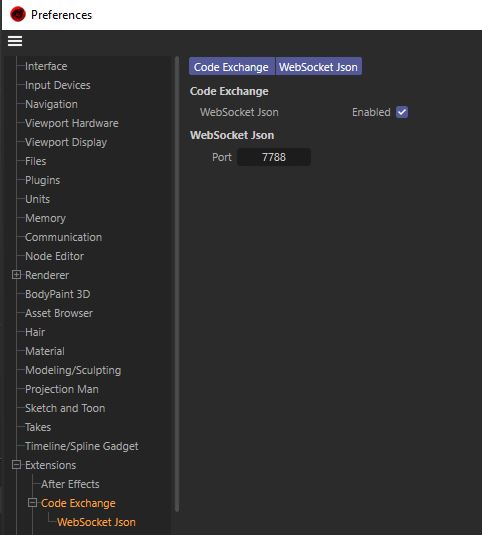 Preferences
Interface
Input Devices
Navigation
Viewport Hardware
Viewport Display
Files
Plugins
Units
Memory
Communication
Node Editor
Renderer
BodyPaint 3D
Asset Browser
Hair
Material
Modeling/Sculpting
Projection Man
Sketch and Toon
Takes
Timeline/Spline Gadget
Extensions
After Effects
Code Exchange
WebSocket Json
Code Exchange WebSocket Json
Code Exchange
WebSocket Json Enabled
WebSocket Json
Port 7788